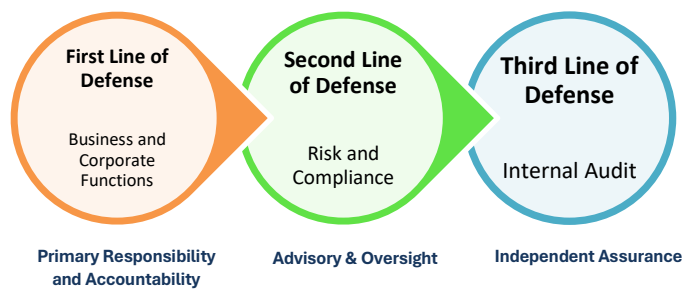 First Line of
Defense
Business and
Corporate
Functions
Second Line
of Defense
Risk and
Compliance
Third Line of
Defense
Internal Audit
Primary Responsibility
and Accountability
Advisory & Oversight
Independent Assurance